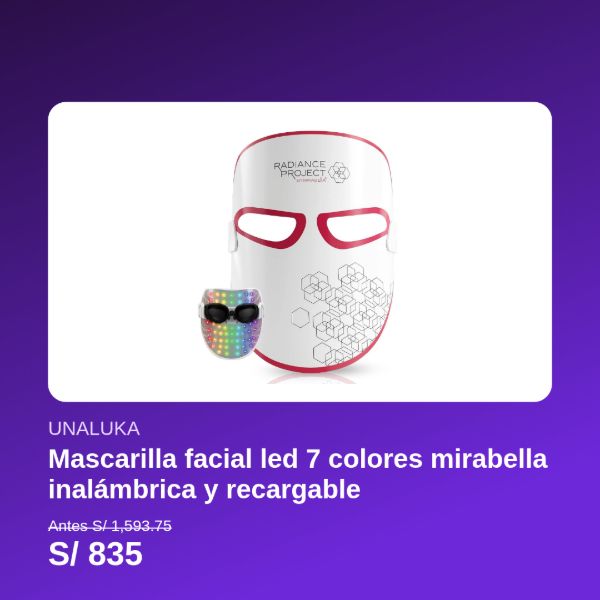 RADIANCE
PROJECT
UNALUKA
Mascarilla facial led 7 colores mirabella
inalámbrica y recargable
Antes S/ 1,593.75
S/ 835